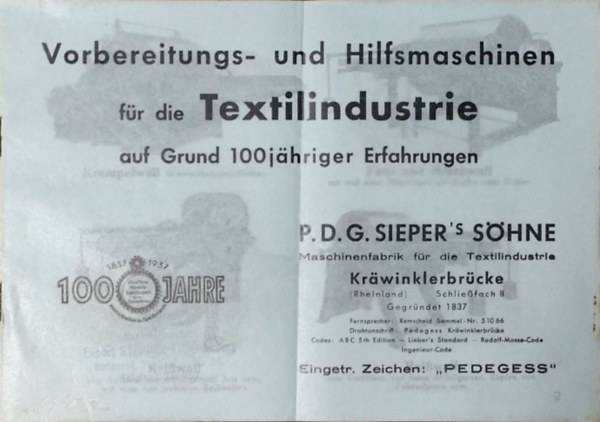 Vorbereitungs- und Hilfsmaschinen
für die Textilindustrie
auf Grund 100jähriger Erfahrungen
1837 1937
100 JAHRE
P. D. G. SIEPER's SÖHNE
Maschinenfabrik für die Textilindustrie
Kräwinklerbrücke
(Rheinland) Schließfach 8
Gegründet 1837
Fernsprecher: Remscheid Sammel-Nr. 51066
Drahtanschrift: Pedegess Kräwinklerbrücke
Codes: ABC 5th Edition — Lieber's Standard — Rudolf-Mosse-Code
Ingenieur-Code
Eingetr. Zeichen: „PEDEGESS"